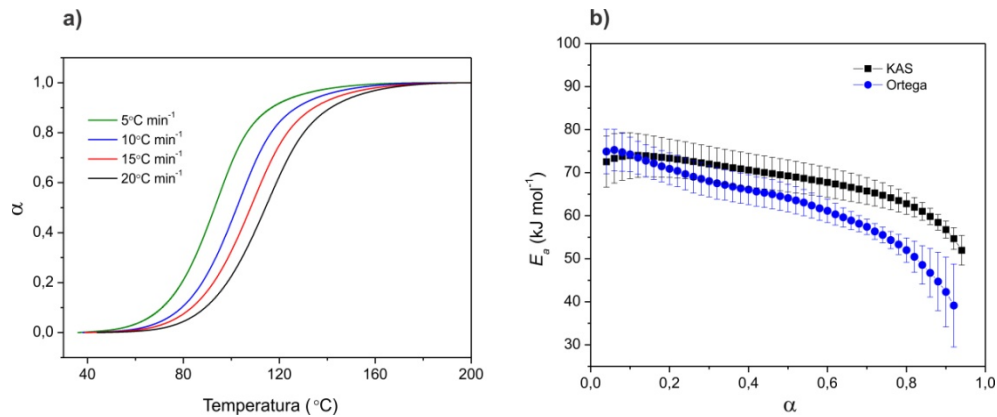 a)
1,0
0,8
0,6
0,4
0,2
0,0
α
5°C min⁻¹
10°C min⁻¹
15°C min⁻¹
20°C min⁻¹
40 80 120 160 200
Temperatura (°C)
b)
100
90
80
70
60
50
40
30
Eₐ (kJ mol⁻¹)
KAS
Ortega
0,0 0,2 0,4 0,6 0,8 1,0
α